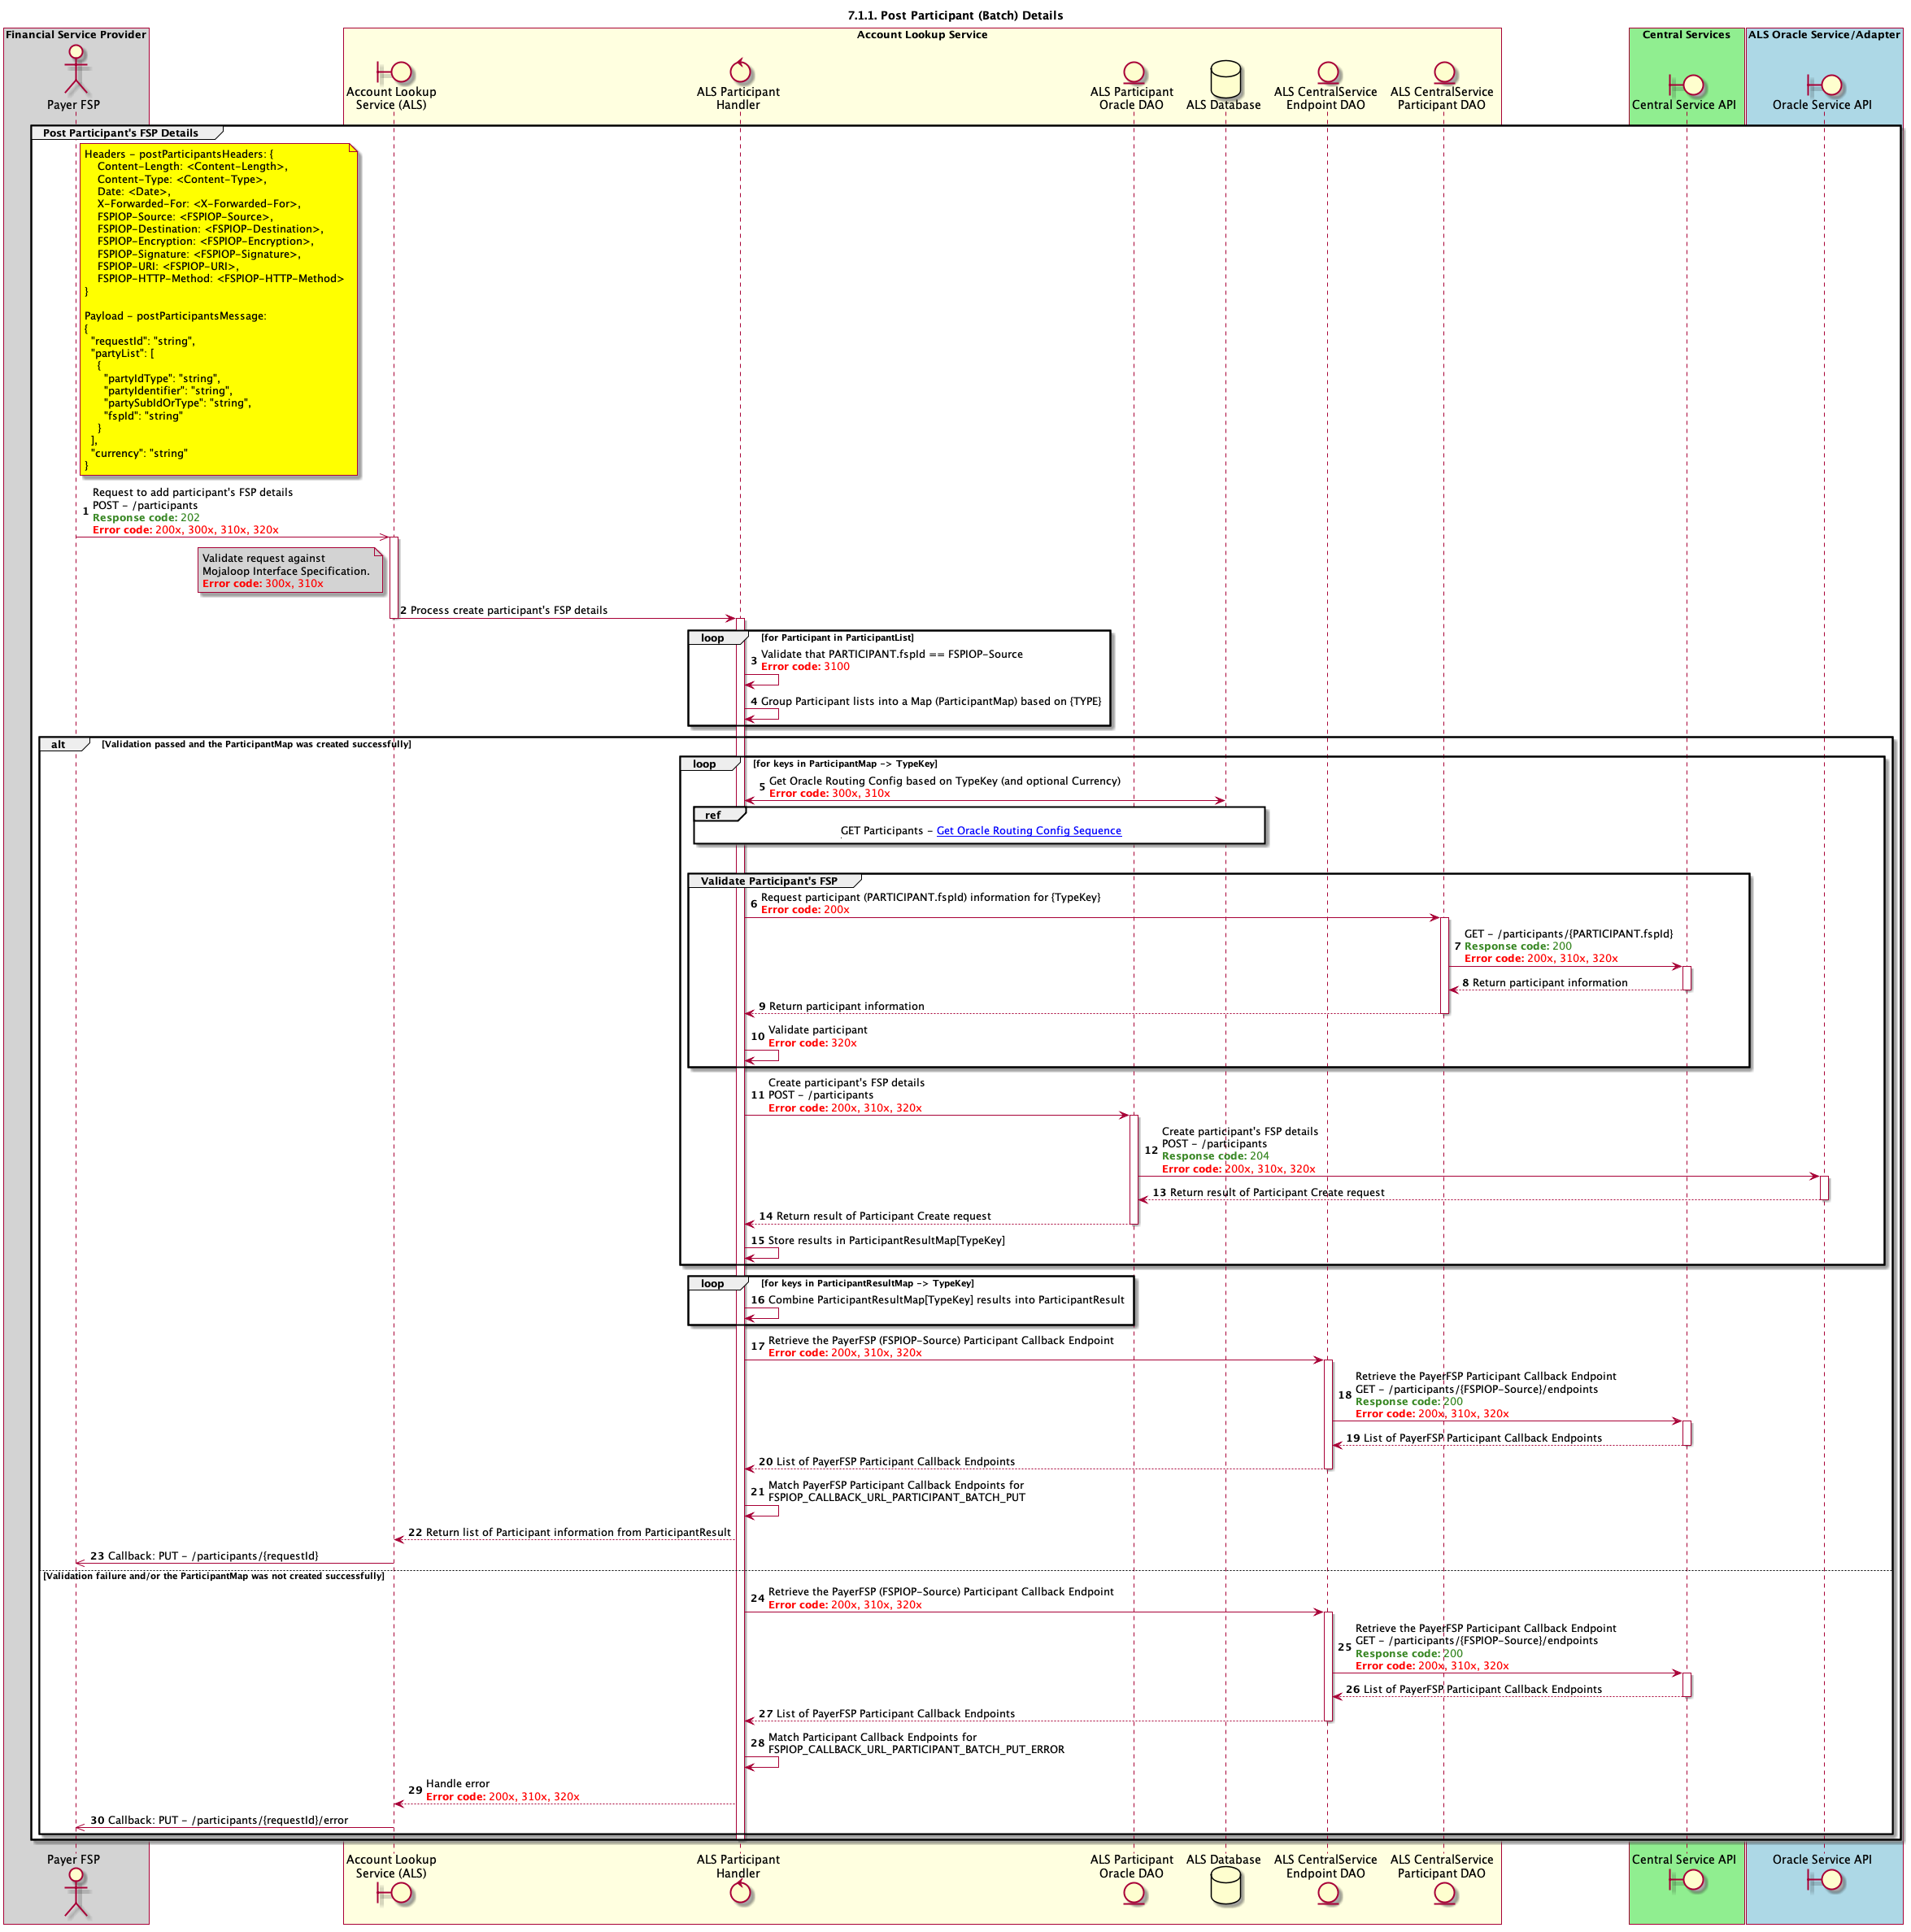 7.1.1. Post Participant (Batch) Details
Financial Service Provider
Account Lookup Service
Central Services
ALS Oracle Service/Adapter
Payer FSP
Account Lookup
Service (ALS)
ALS Participant
Handler
ALS Participant
Oracle DAO
ALS Database
ALS CentralService
Endpoint DAO
ALS CentralService
Participant DAO
Central Service API
Oracle Service API
Post Participant's FSP Details
Headers - postParticipantsHeaders: {
Content-Length: <Content-Length>,
Content-Type: <Content-Type>,
Date: <Date>,
X-Forwarded-For: <X-Forwarded-For>,
FSPIOP-Source: <FSPIOP-Source>,
FSPIOP-Destination: <FSPIOP-Destination>,
FSPIOP-Encryption: <FSPIOP-Encryption>,
FSPIOP-Signature: <FSPIOP-Signature>,
FSPIOP-URI: <FSPIOP-URI>,
FSPIOP-HTTP-Method: <FSPIOP-HTTP-Method>
}
Payload - postParticipantsMessage:
{
"requestId": "string",
"partyList": [
{
"partyIdType": "string",
"partyIdentifier": "string",
"partySubIdOrType": "string",
"fspId": "string"
}
],
"currency": "string"
}
1 Request to add participant's FSP details
POST - /participants
Response code: 202
Error code: 200x, 300x, 310x, 320x
Validate request against
Mojaloop Interface Specification.
Error code: 300x, 310x
2 Process create participant's FSP details
loop [for Participant in ParticipantList]
3 Validate that PARTICIPANT.fspId == FSPIOP-Source
Error code: 3100
4 Group Participant lists into a Map (ParticipantMap) based on {TYPE}
alt [Validation passed and the ParticipantMap was created successfully]
loop [for keys in ParticipantMap -> TypeKey]
5 Get Oracle Routing Config based on TypeKey (and optional Currency)
Error code: 300x, 310x
ref
GET Participants - Get Oracle Routing Config Sequence
Validate Participant's FSP
6 Request participant (PARTICIPANT.fspId) information for {TypeKey}
Error code: 200x
7 GET - /participants/{PARTICIPANT.fspId}
Response code: 200
Error code: 200x, 310x, 320x
8 Return participant information
9 Return participant information
10 Validate participant
Error code: 320x
11 Create participant's FSP details
POST - /participants
Error code: 200x, 310x, 320x
12 Create participant's FSP details
POST - /participants
Response code: 204
Error code: 200x, 310x, 320x
13 Return result of Participant Create request
14 Return result of Participant Create request
15 Store results in ParticipantResultMap[TypeKey]
loop [for keys in ParticipantResultMap -> TypeKey]
16 Combine ParticipantResultMap[TypeKey] results into ParticipantResult
17 Retrieve the PayerFSP (FSPIOP-Source) Participant Callback Endpoint
Error code: 200x, 310x, 320x
18 Retrieve the PayerFSP Participant Callback Endpoint
GET - /participants/{FSPIOP-Source}/endpoints
Response code: 200
Error code: 200x, 310x, 320x
19 List of PayerFSP Participant Callback Endpoints
20 List of PayerFSP Participant Callback Endpoints
21 Match PayerFSP Participant Callback Endpoints for
FSPIOP_CALLBACK_URL_PARTICIPANT_BATCH_PUT
22 Return list of Participant information from ParticipantResult
23 Callback: PUT - /participants/{requestId}
[Validation failure and/or the ParticipantMap was not created successfully]
24 Retrieve the PayerFSP (FSPIOP-Source) Participant Callback Endpoint
Error code: 200x, 310x, 320x
25 Retrieve the PayerFSP Participant Callback Endpoint
GET - /participants/{FSPIOP-Source}/endpoints
Response code: 200
Error code: 200x, 310x, 320x
26 List of PayerFSP Participant Callback Endpoints
27 List of PayerFSP Participant Callback Endpoints
28 Match Participant Callback Endpoints for
FSPIOP_CALLBACK_URL_PARTICIPANT_BATCH_PUT_ERROR
29 Handle error
Error code: 200x, 310x, 320x
30 Callback: PUT - /participants/{requestId}/error
Payer FSP
Account Lookup
Service (ALS)
ALS Participant
Handler
ALS Participant
Oracle DAO
ALS Database
ALS CentralService
Endpoint DAO
ALS CentralService
Participant DAO
Central Service API
Oracle Service API